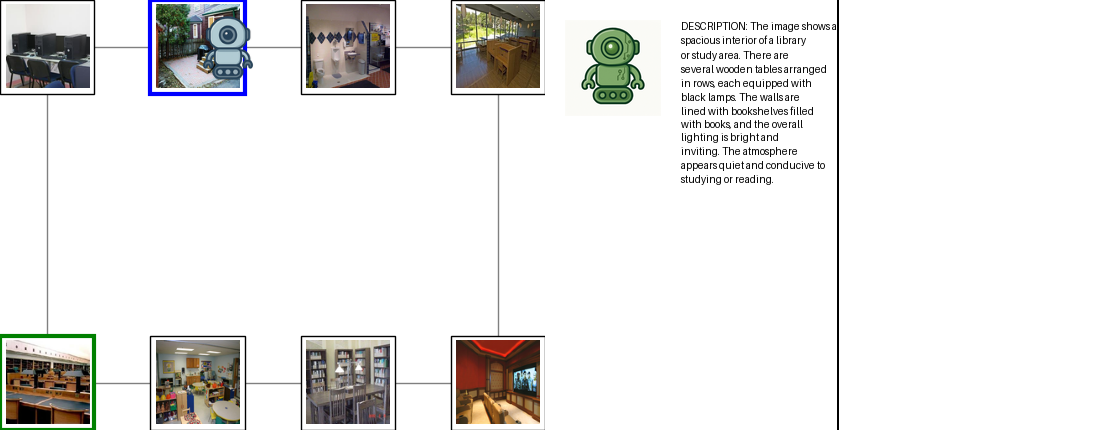 DESCRIPTION: The image shows a
spacious interior of a library
or study area. There are
several wooden tables arranged
in rows, each equipped with
black lamps. The walls are
lined with bookshelves filled
with books, and the overall
lighting is bright and
inviting. The atmosphere
appears quiet and conducive to
studying or reading.